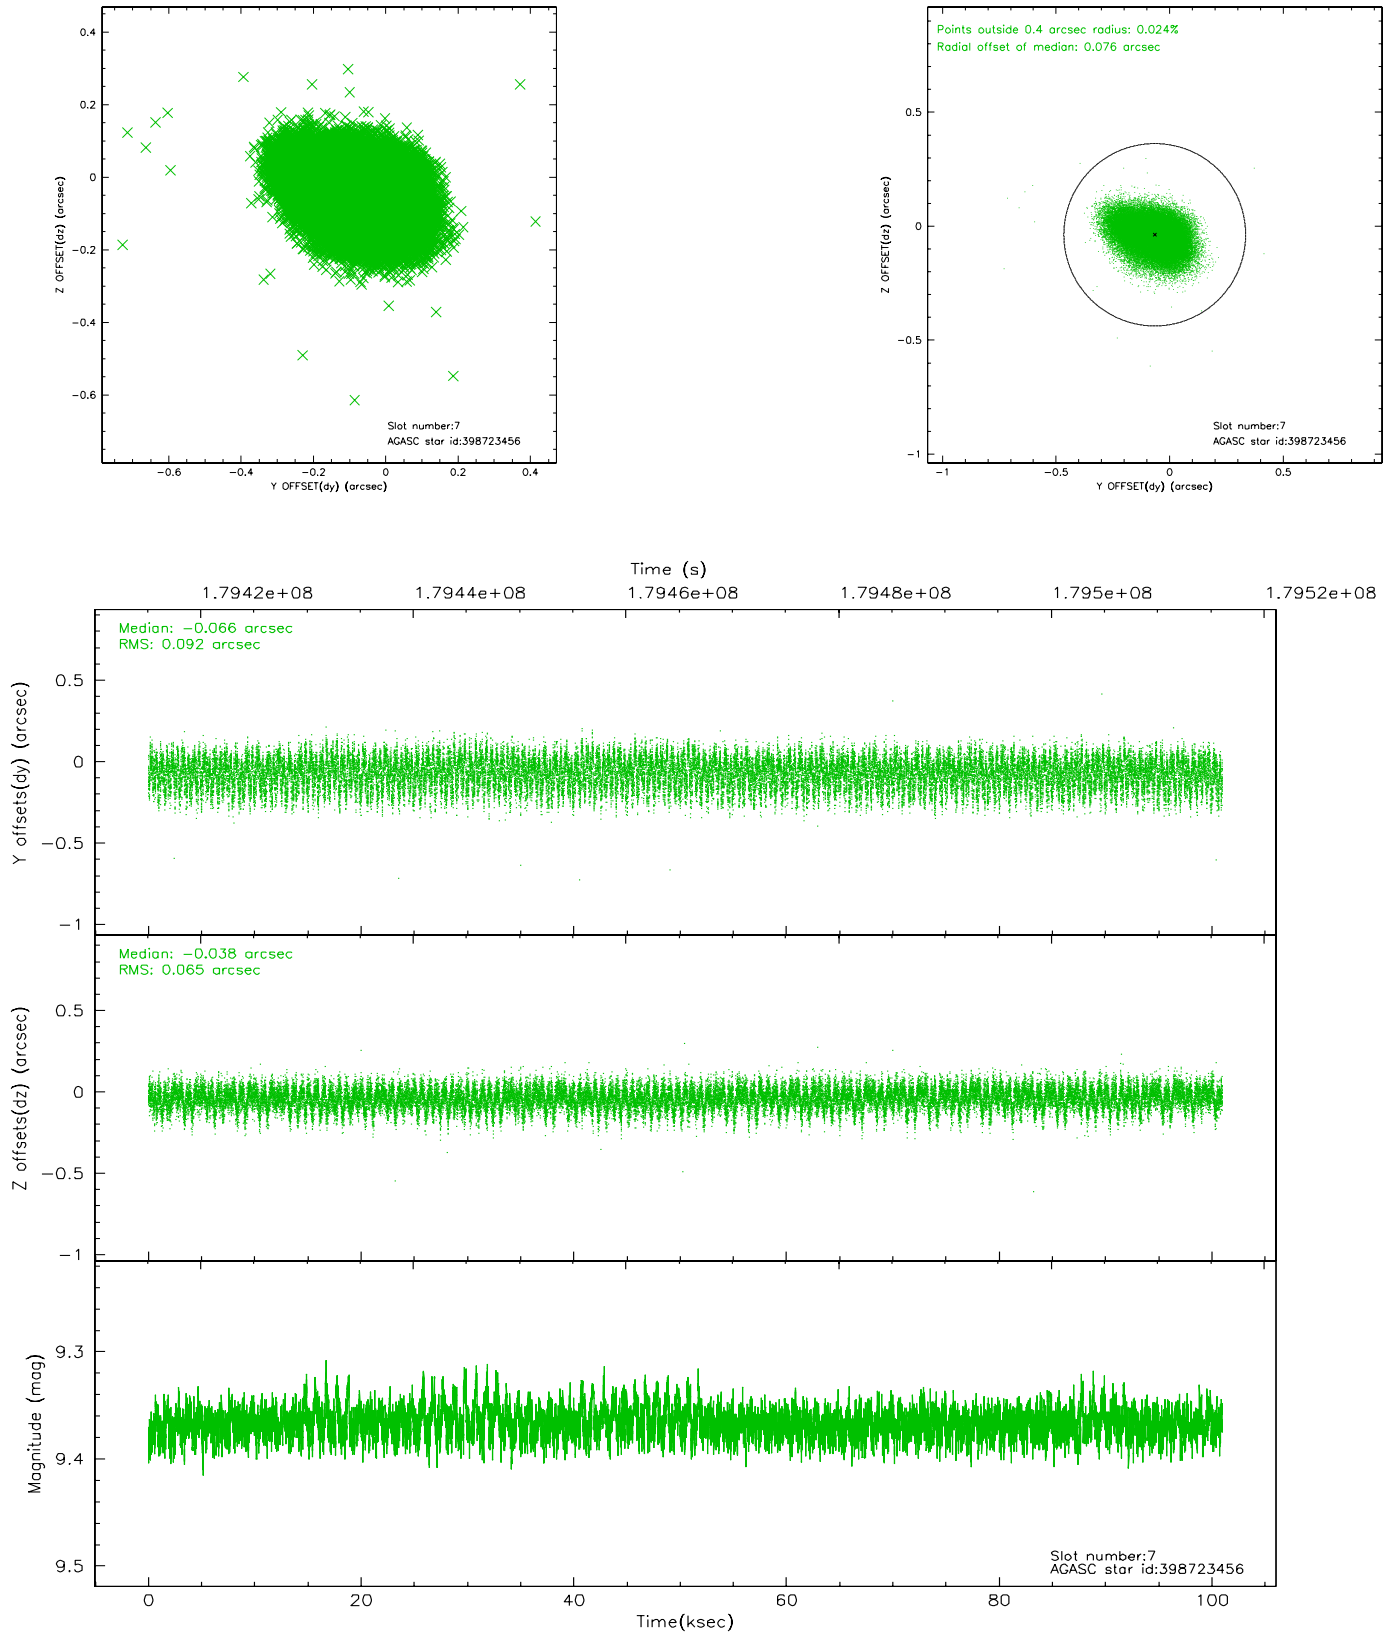 0.4
0.2
0
−0.2
−0.4
−0.6
Z OFFSET(dz) (arcsec)
Slot number:7
AGASC star id:398723456
−0.6 −0.4 −0.2 0 0.2 0.4
Y OFFSET(dy) (arcsec)
Points outside 0.4 arcsec radius: 0.024%
Radial offset of median: 0.076 arcsec
0.5
0
−0.5
−1
Z OFFSET(dz) (arcsec)
Slot number:7
AGASC star id:398723456
−1 −0.5 0 0.5
Y OFFSET(dy) (arcsec)
Time (s)
1.7942e+08 1.7944e+08 1.7946e+08 1.7948e+08 1.795e+08 1.7952e+08
Median: −0.066 arcsec
RMS: 0.092 arcsec
0.5
0
−0.5
−1
Y offsets(dy) (arcsec)
Median: −0.038 arcsec
RMS: 0.065 arcsec
0.5
0
−0.5
−1
Z offsets(dz) (arcsec)
9.3
9.4
9.5
Magnitude (mag)
Slot number:7
AGASC star id:398723456
0 20 40 60 80 100
Time(ksec)